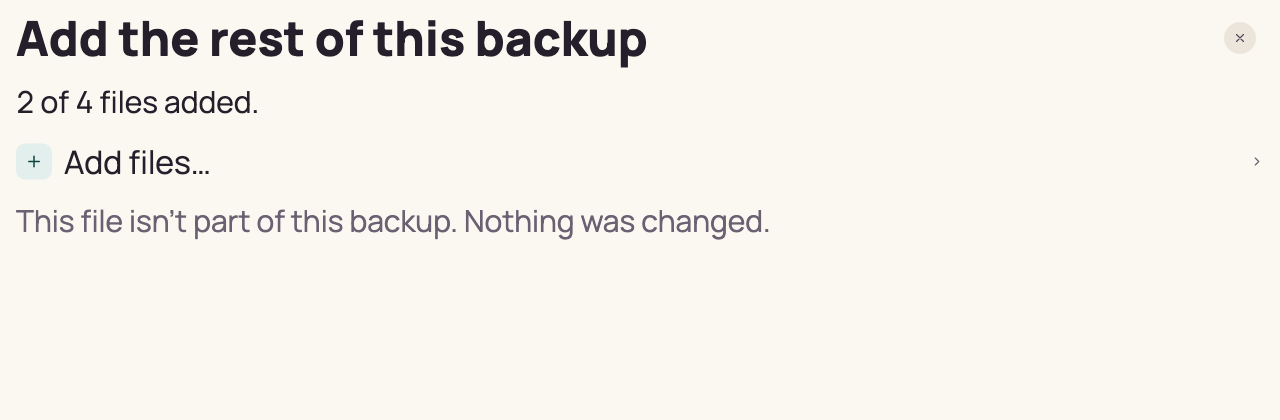 Add the rest of this backup
2 of 4 files added.
Add files…
This file isn’t part of this backup. Nothing was changed.